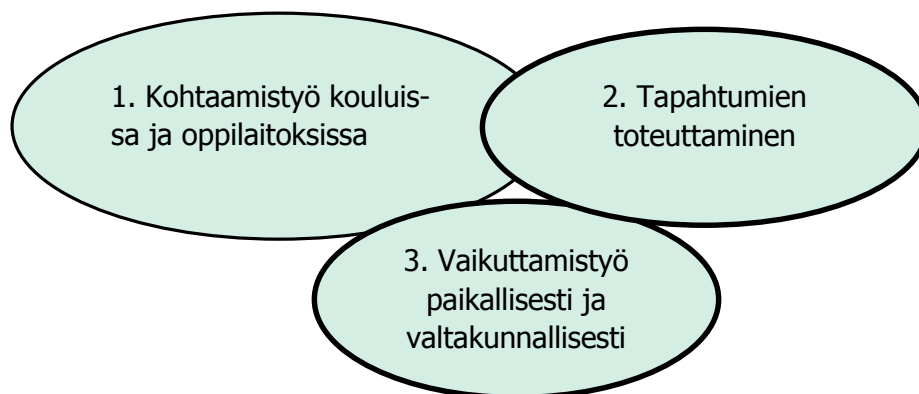 1. Kohtaamistyö kouluis-
sa ja oppilaitoksissa
2. Tapahtumien
toteuttaminen
3. Vaikuttamistyö
paikallisesti ja
valtakunnallisesti